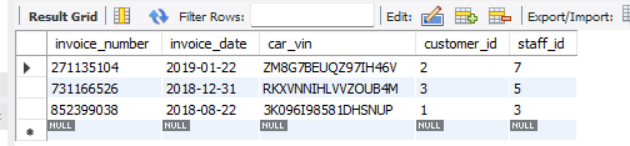 Result Grid Filter Rows: Edit: Export/Import:
invoice_number invoice_date car_vin customer_id staff_id
271135104 2019-01-22 ZM8G7BEUQZ97IH46V 2 7
731166526 2018-12-31 RKXVNNIHLVVZOUB4M 3 5
852399038 2018-08-22 3K096I98581DHSNUP 1 3
NULL NULL NULL NULL NULL